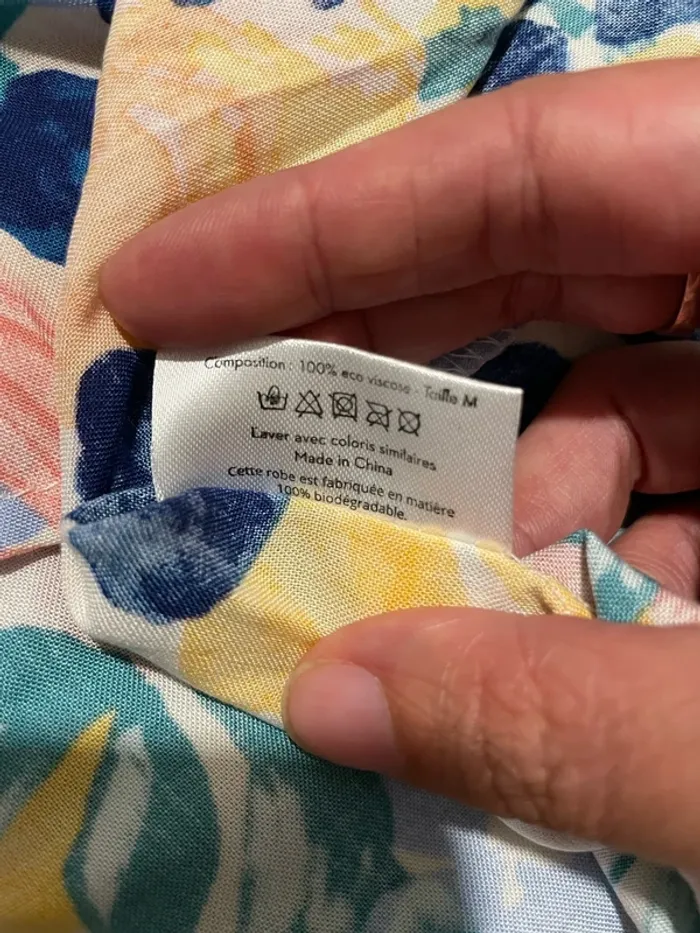 Composition : 100% eco viscose - Taille M
Laver avec coloris similaires
Made in China
Cette robe est fabriquée en matière
100% biodégradable.